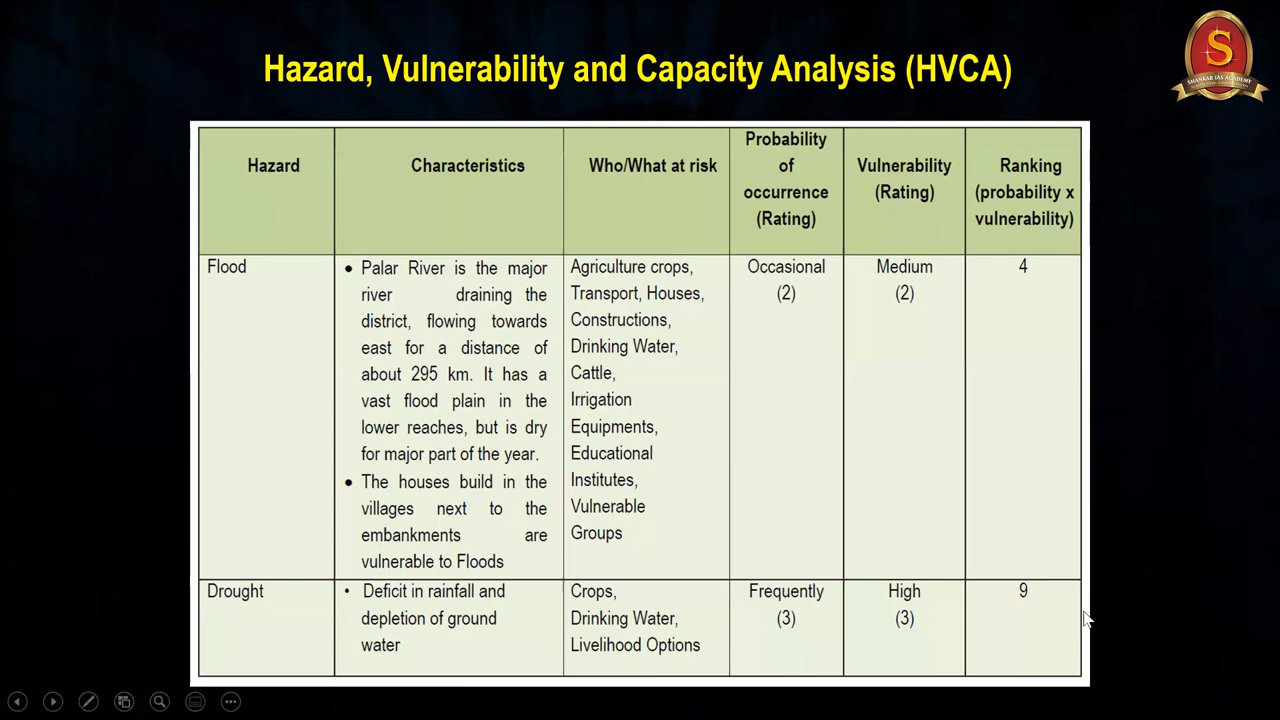 Hazard, Vulnerability and Capacity Analysis (HVCA)
S
SHANKAR IAS ACADEMY
Hazard
Characteristics
Who/What at risk
Probability
of
occurrence
(Rating)
Vulnerability
(Rating)
Ranking
(probability x
vulnerability)
Flood
• Palar River is the major
river draining the
district, flowing towards
east for a distance of
about 295 km. It has a
vast flood plain in the
lower reaches, but is dry
for major part of the year.
• The houses build in the
villages next to the
embankments are
vulnerable to Floods
Agriculture crops,
Transport, Houses,
Constructions,
Drinking Water,
Cattle,
Irrigation
Equipments,
Educational
Institutes,
Vulnerable
Groups
Occasional
(2)
Medium
(2)
4
Drought
• Deficit in rainfall and
depletion of ground
water
Crops,
Drinking Water,
Livelihood Options
Frequently
(3)
High
(3)
9